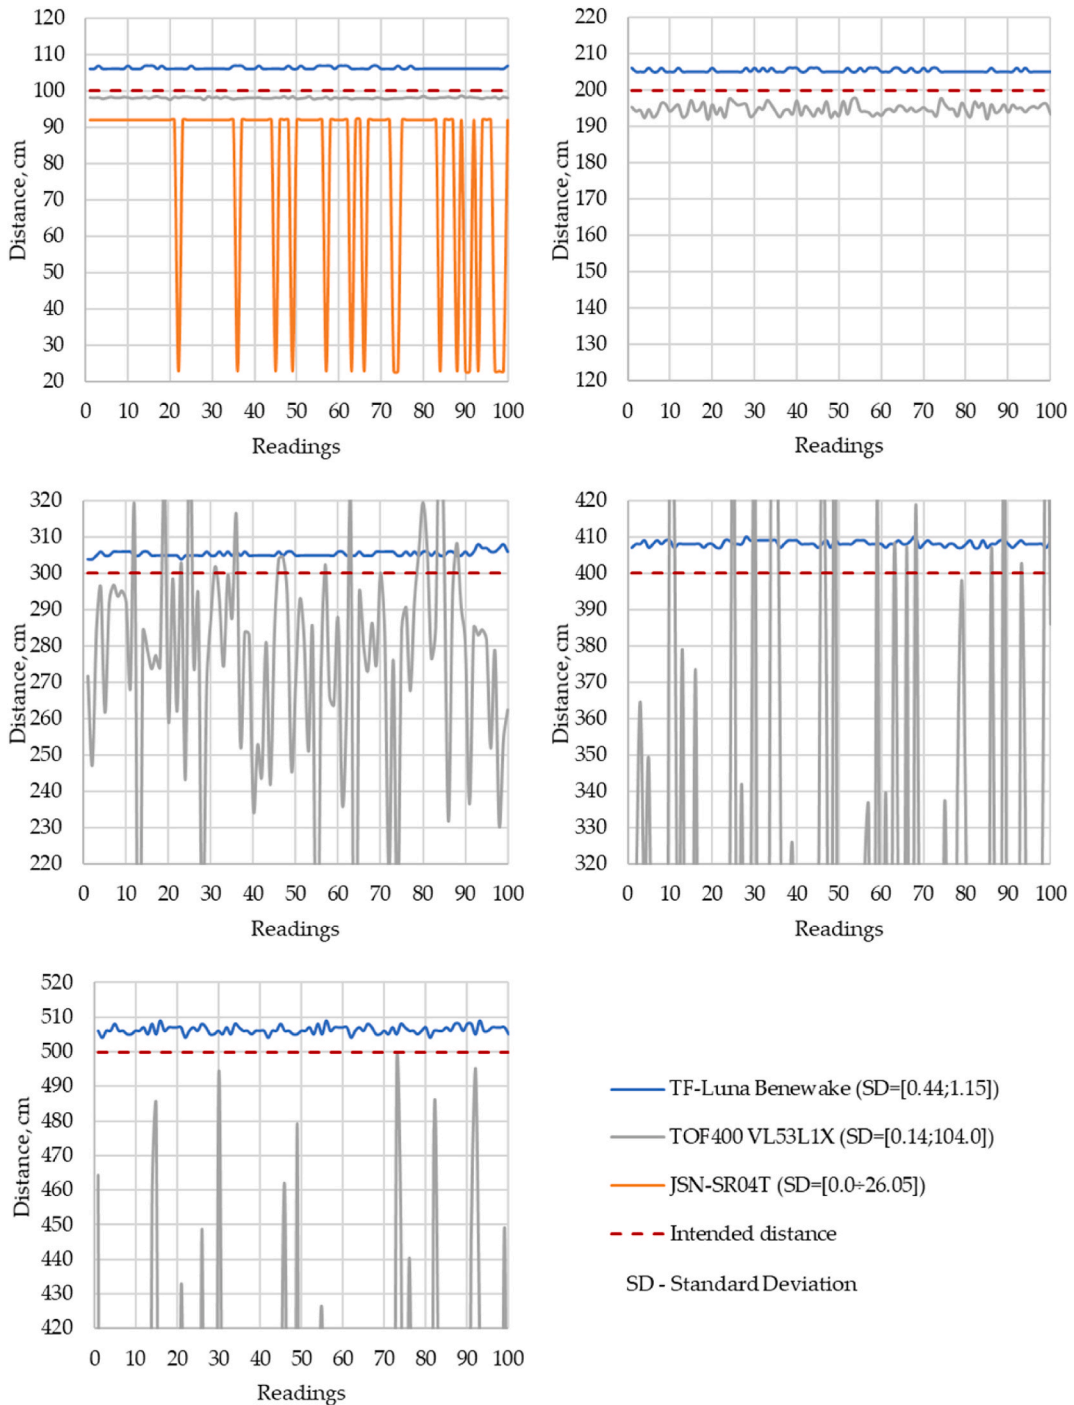 120
110
100
90
80
70
60
50
40
30
20
Distance, cm
0 10 20 30 40 50 60 70 80 90 100
Readings
220
210
200
190
180
170
160
150
140
130
120
Distance, cm
0 10 20 30 40 50 60 70 80 90 100
Readings
320
310
300
290
280
270
260
250
240
230
220
Distance, cm
0 10 20 30 40 50 60 70 80 90 100
Readings
420
410
400
390
380
370
360
350
340
330
320
Distance, cm
0 10 20 30 40 50 60 70 80 90 100
Readings
520
510
500
490
480
470
460
450
440
430
420
Distance, cm
0 10 20 30 40 50 60 70 80 90 100
Readings
TF-Luna Benewake (SD=[0.44;1.15])
TOF400 VL53L1X (SD=[0.14;104.0])
JSN-SR04T (SD=[0.0÷26.05])
Intended distance
SD - Standard Deviation